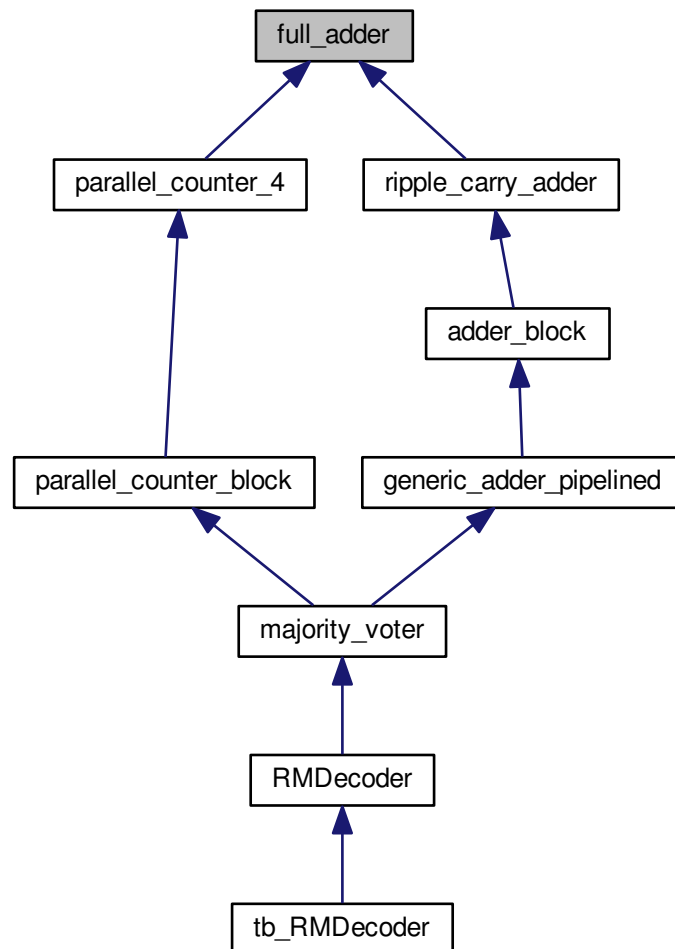 full_adder
parallel_counter_4
ripple_carry_adder
adder_block
parallel_counter_block
generic_adder_pipelined
majority_voter
RMDecoder
tb_RMDecoder